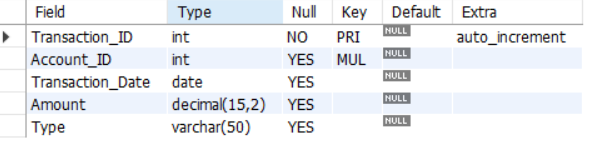 Field Type Null Key Default Extra
Transaction_ID int NO PRI NULL auto_increment
Account_ID int YES MUL NULL
Transaction_Date date YES NULL
Amount decimal(15,2) YES NULL
Type varchar(50) YES NULL